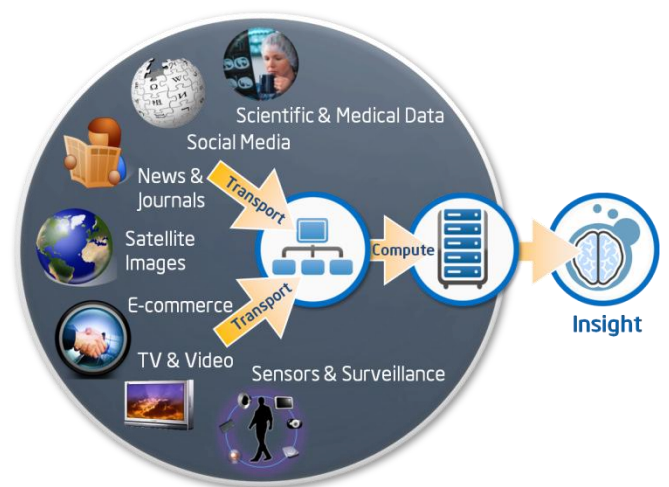 Scientific & Medical Data
Social Media
News &
Journals
Transport
Satellite
Images
Compute
E-commerce
Transport
Insight
TV & Video
Sensors & Surveillance